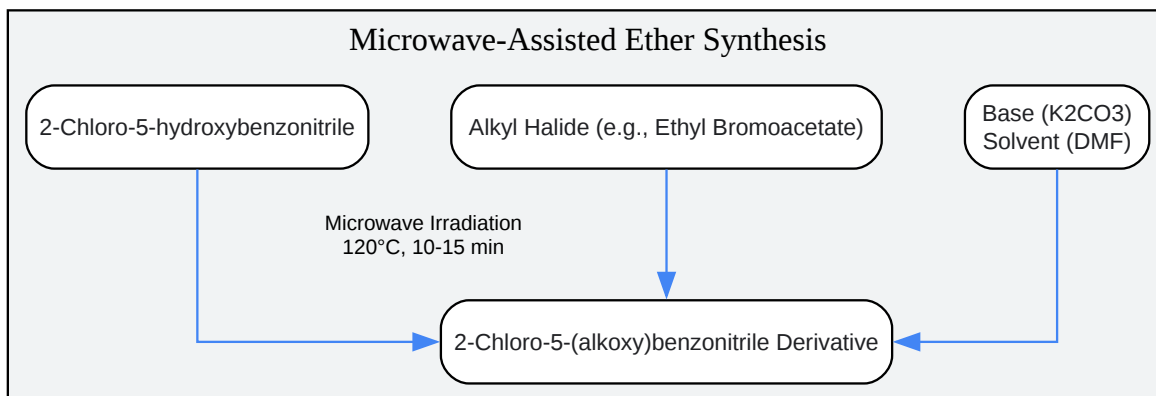 Microwave-Assisted Ether Synthesis
2-Chloro-5-hydroxybenzonitrile
Alkyl Halide (e.g., Ethyl Bromoacetate)
Base (K2CO3)
Solvent (DMF)
Microwave Irradiation
120°C, 10-15 min
2-Chloro-5-(alkoxy)benzonitrile Derivative